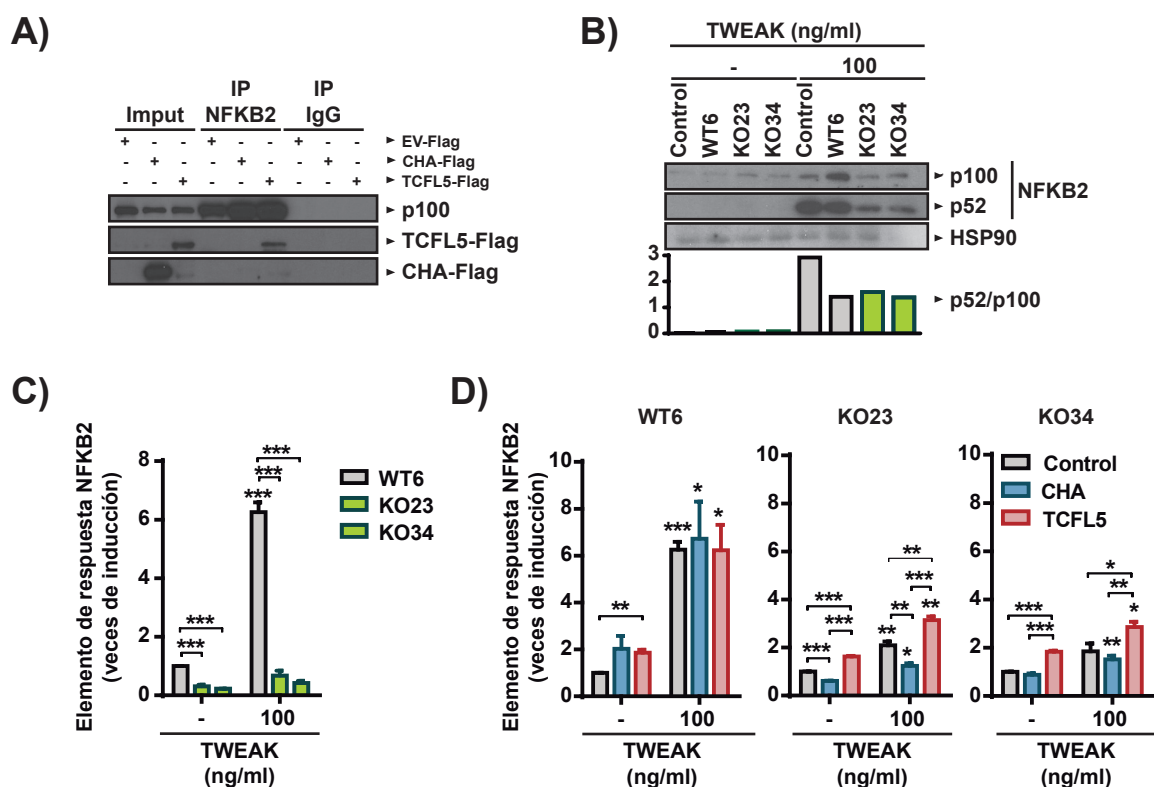 A)
IP IP
Imput NFKB2 IgG
+ - - + - - + - - ► EV-Flag
- + - - + - - + - ► CHA-Flag
- - + - - + - - + ► TCFL5-Flag
► p100
► TCFL5-Flag
► CHA-Flag
B)
TWEAK (ng/ml)
- 100
Control WT6 KO23 KO34 Control WT6 KO23 KO34
► p100
► p52
NFKB2
► HSP90
3
2
1
0
► p52/p100
C)
Elemento de respuesta NFKB2
(veces de inducción)
8
6
4
2
0
***
***
***
***
***
WT6
KO23
KO34
- 100
TWEAK
(ng/ml)
D)
Elemento de respuesta NFKB2
(veces de inducción)
WT6
10
8
6
4
2
0
**
*** * *
- 100
TWEAK
(ng/ml)
KO23
10
8
6
4
2
0
***
***
***
**
***
**
** * **
- 100
TWEAK
(ng/ml)
KO34
10
8
6
4
2
0
Control
CHA
TCFL5
***
***
*
**
** *
- 100
TWEAK
(ng/ml)